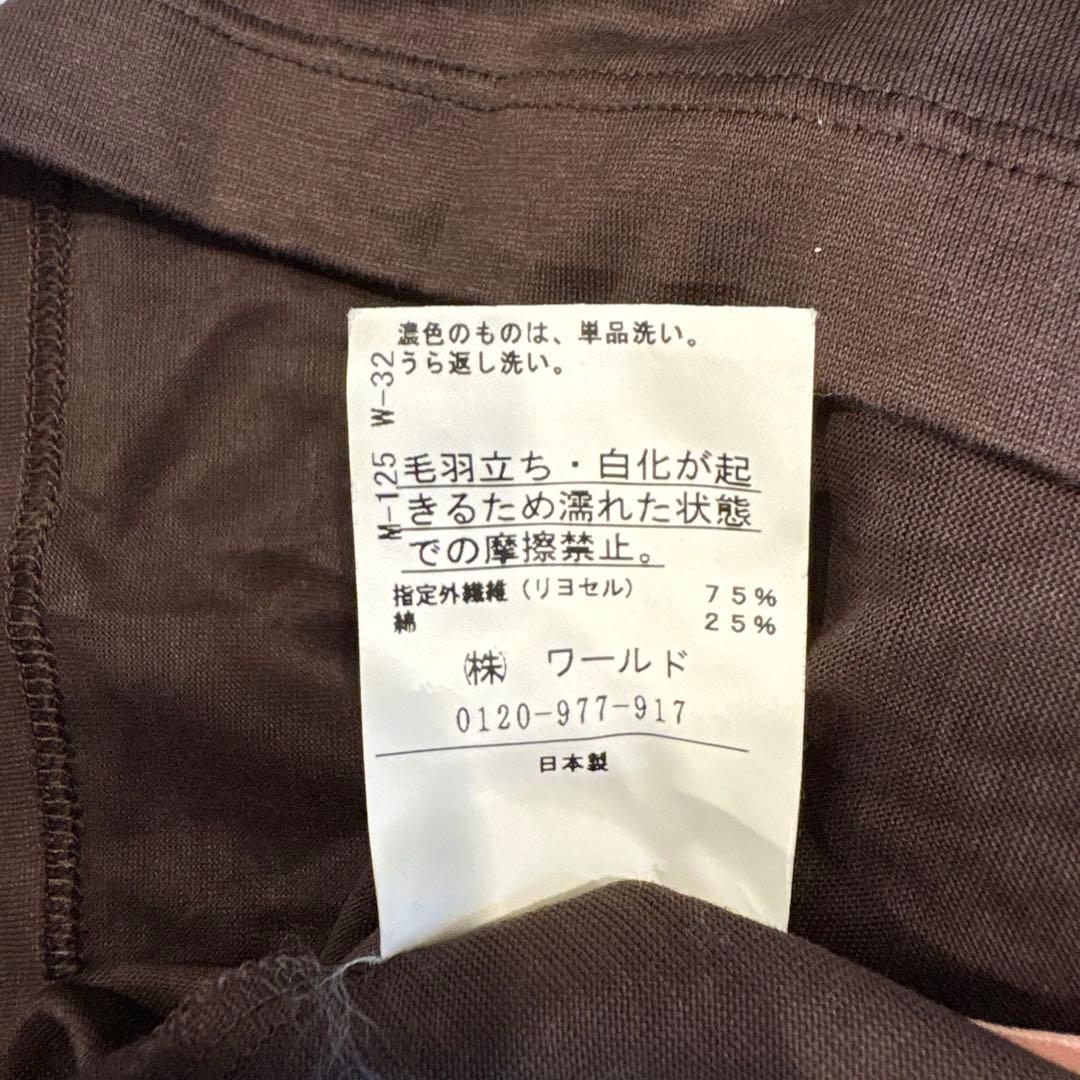 濃色のものは、単品洗い。
うら返し洗い。
M-125 W-32
毛羽立ち・白化が起
きるため濡れた状態
での摩擦禁止。
指定外繊維（リヨセル） 75%
綿 25%
㈱ ワールド
0120-977-917
日本製